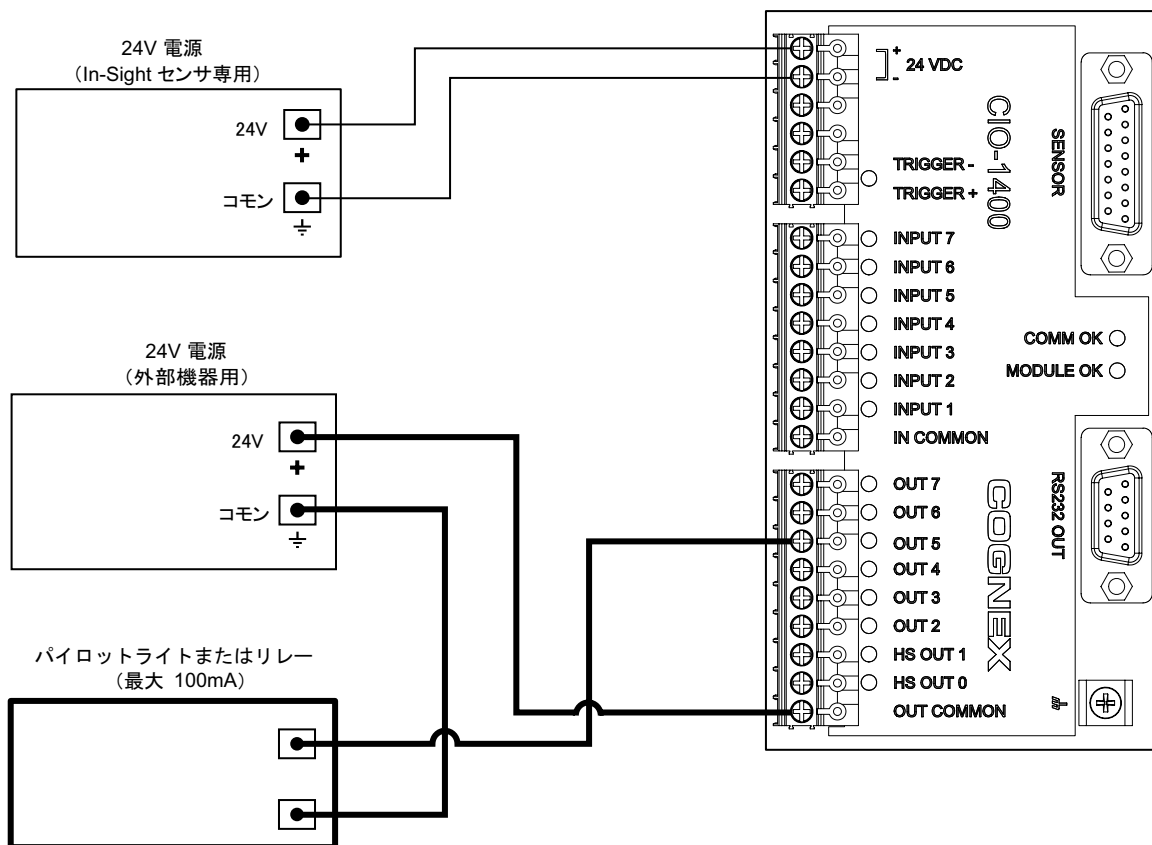 24V 電源
(In-Sight センサ専用)
24V
+
コモン
24V 電源
(外部機器用)
24V
+
コモン
パイロットライトまたはリレー
(最大 100mA)
+
24 VDC
-
TRIGGER -
TRIGGER +
INPUT 7
INPUT 6
INPUT 5
INPUT 4
INPUT 3
INPUT 2
INPUT 1
IN COMMON
OUT 7
OUT 6
OUT 5
OUT 4
OUT 3
OUT 2
HS OUT 1
HS OUT 0
OUT COMMON
CIO-1400
SENSOR
COMM OK
MODULE OK
COGNEX
RS232 OUT